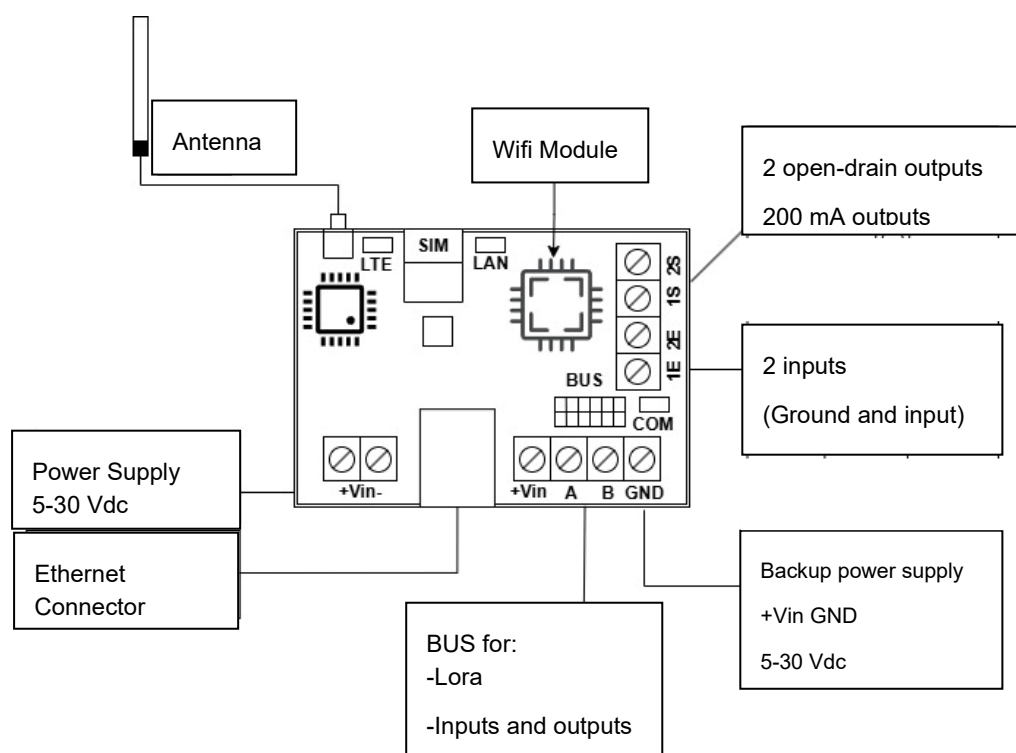 Antenna
Wifi Module
2 open-drain outputs
200 mA outputs
LTE
SIM
LAN
2S
1S
2E
1E
2 inputs
(Ground and input)
BUS
COM
Power Supply
5-30 Vdc
+Vin-
+Vin A B GND
Ethernet
Connector
BUS for:
-Lora
-Inputs and outputs
Backup power supply
+Vin GND
5-30 Vdc